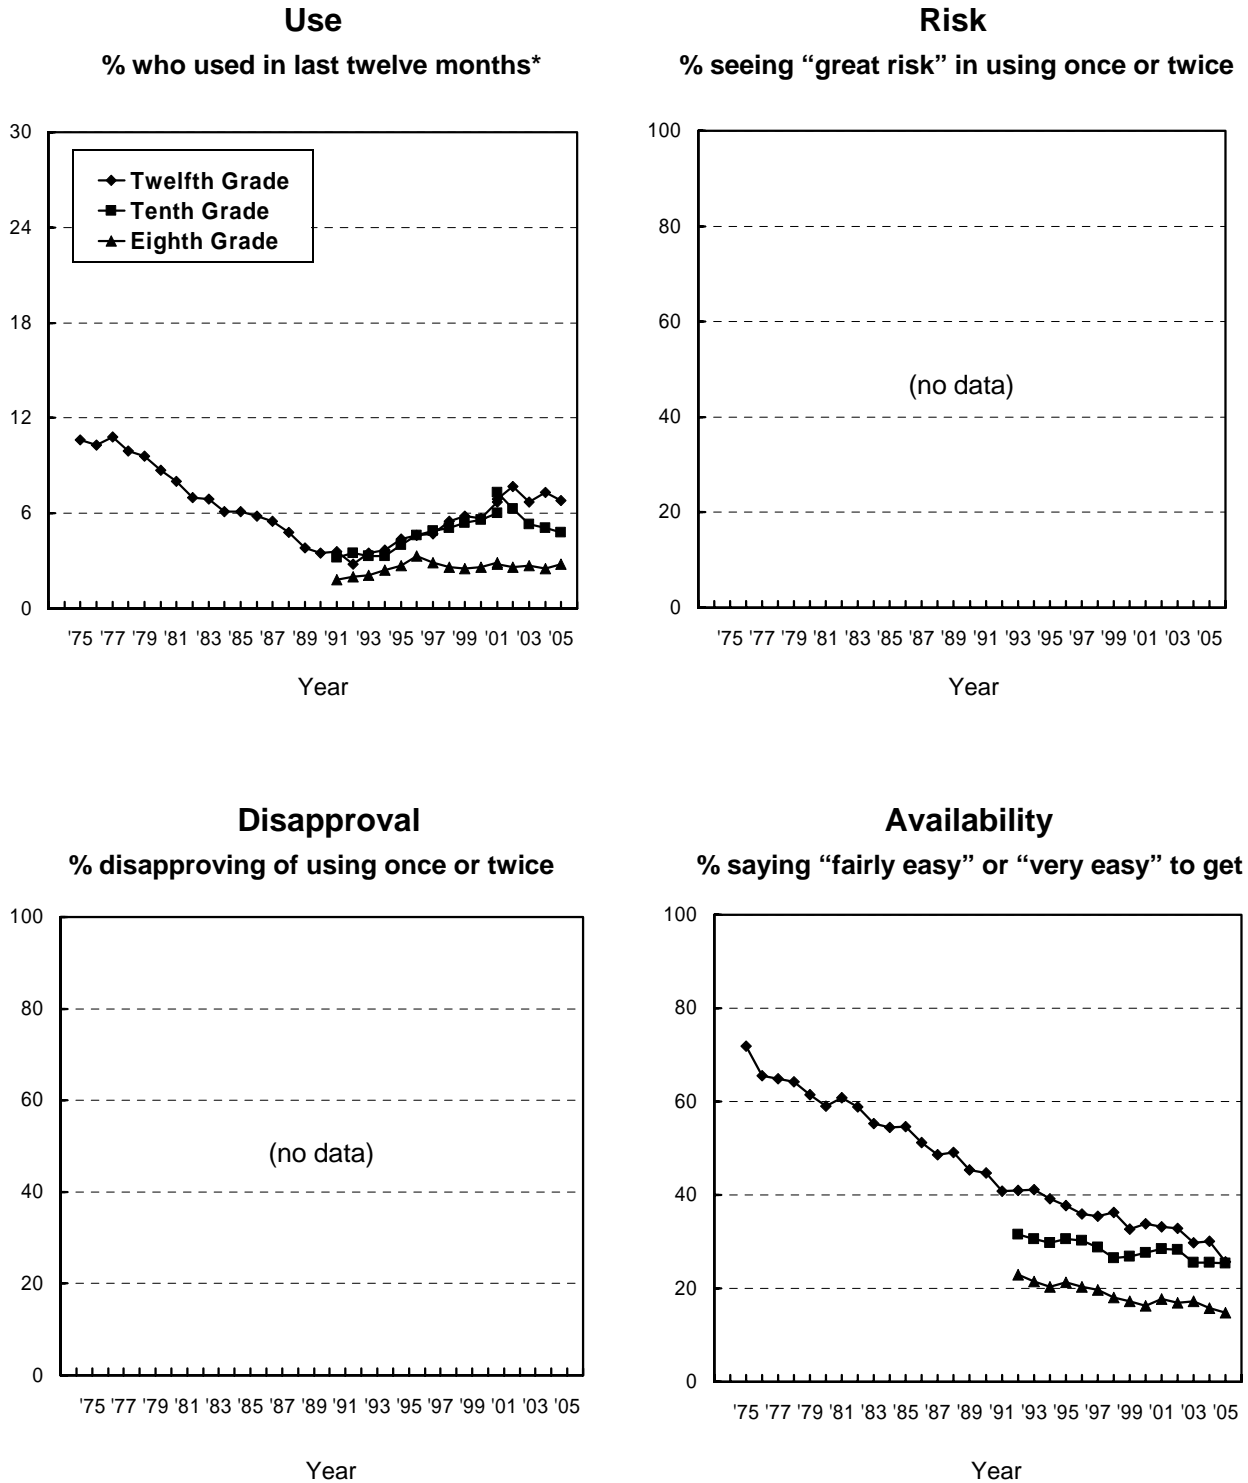 Use
% who used in last twelve months*
30
24
18
12
6
0
Twelfth Grade
Tenth Grade
Eighth Grade
'75 '77 '79 '81 '83 '85 '87 '89 '91 '93 '95 '97 '99 '01 '03 '05
Year
Risk
% seeing “great risk” in using once or twice
100
80
60
40
20
0
(no data)
'75 '77 '79 '81 '83 '85 '87 '89 '91 '93 '95 '97 '99 '01 '03 '05
Year
Disapproval
% disapproving of using once or twice
100
80
60
40
20
0
(no data)
'75 '77 '79 '81 '83 '85 '87 '89 '91 '93 '95 '97 '99 '01 '03 '05
Year
Availability
% saying “fairly easy” or “very easy” to get
100
80
60
40
20
0
'75 '77 '79 '81 '83 '85 '87 '89 '91 '93 '95 '97 '99 '01 '03 '05
Year